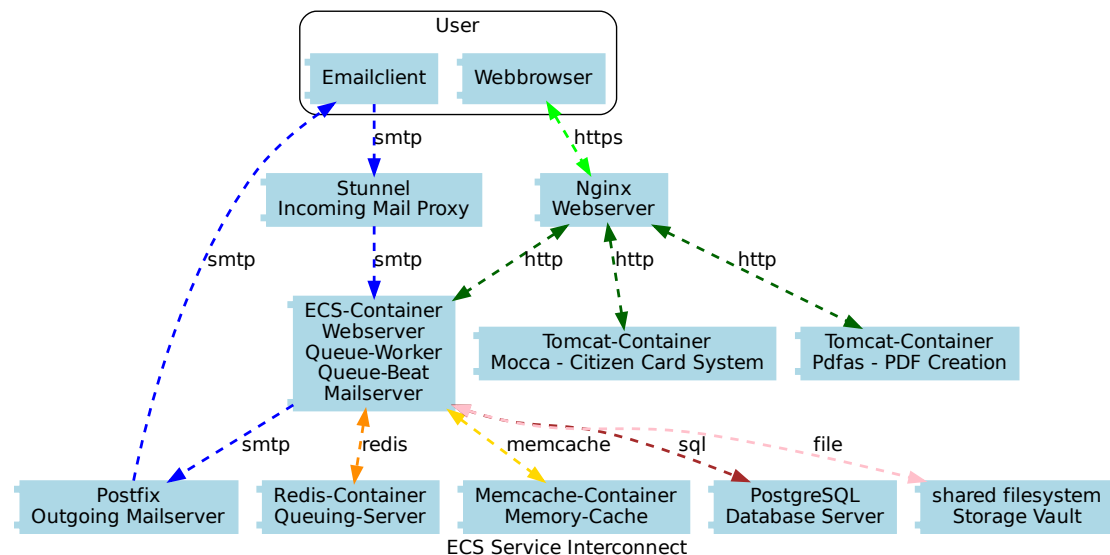 User
Emailclient
Webbrowser
smtp
https
Stunnel
Incoming Mail Proxy
Nginx
Webserver
smtp
smtp
http
http
http
ECS-Container
Webserver
Queue-Worker
Queue-Beat
Mailserver
Tomcat-Container
Mocca - Citizen Card System
Tomcat-Container
Pdfas - PDF Creation
smtp
redis
memcache
sql
file
Postfix
Outgoing Mailserver
Redis-Container
Queuing-Server
Memcache-Container
Memory-Cache
PostgreSQL
Database Server
shared filesystem
Storage Vault
ECS Service Interconnect